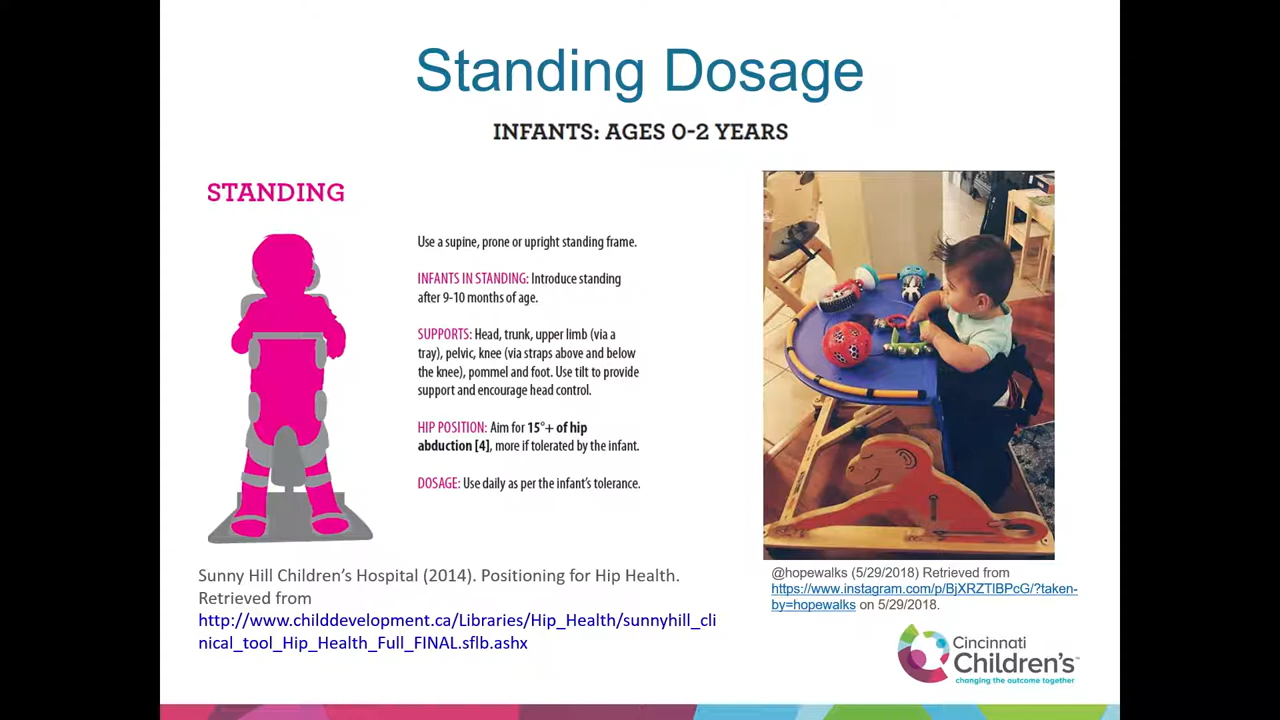 Standing Dosage
INFANTS: AGES 0-2 YEARS
STANDING
Use a supine, prone or upright standing frame.
INFANTS IN STANDING: Introduce standing
after 9-10 months of age.
SUPPORTS: Head, trunk, upper limb (via a
tray), pelvic, knee (via straps above and below
the knee), pommel and foot. Use tilt to provide
support and encourage head control.
HIP POSITION: Aim for 15°+ of hip
abduction [4], more if tolerated by the infant.
DOSAGE: Use daily as per the infant's tolerance.
Sunny Hill Children's Hospital (2014). Positioning for Hip Health.
Retrieved from
http://www.childdevelopment.ca/Libraries/Hip_Health/sunnyhill_cli
nical_tool_Hip_Health_Full_FINAL.sflb.ashx
@hopewalks (5/29/2018) Retrieved from
https://www.instagram.com/p/BjXRZTlBPcG/?taken-
by=hopewalks on 5/29/2018.
Cincinnati
Children's™
changing the outcome together